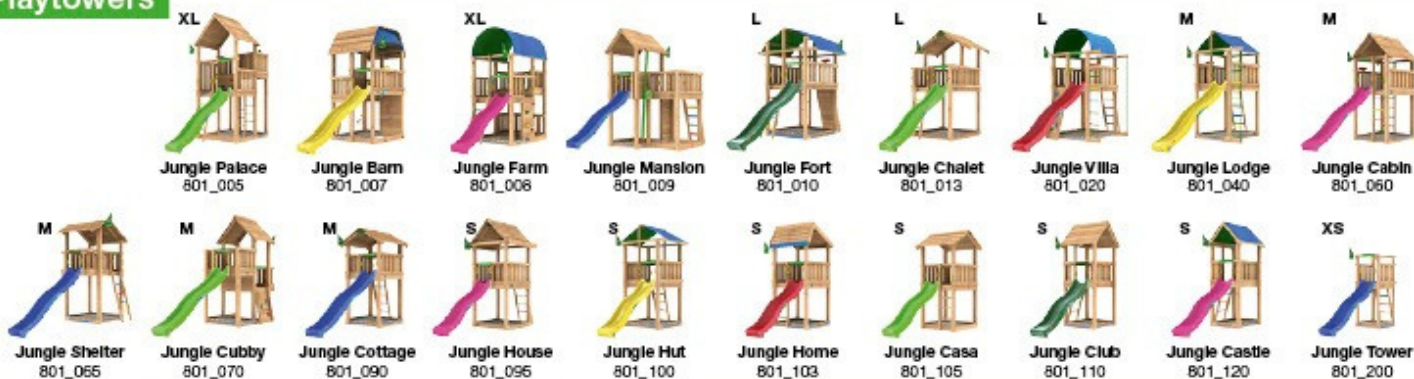 Playtowers
XL XL L L L M M
Jungle Palace Jungle Barn Jungle Farm Jungle Mansion Jungle Fort Jungle Chalet Jungle Villa Jungle Lodge Jungle Cabin
801_005 801_007 801_006 801_009 801_010 801_013 801_020 801_040 801_060
M M M S S S S S S XS
Jungle Shelter Jungle Cubby Jungle Cottage Jungle House Jungle Hut Jungle Home Jungle Casa Jungle Club Jungle Castle Jungle Tower
801_065 801_070 801_090 801_095 801_100 801_103 801_105 801_110 801_120 801_200